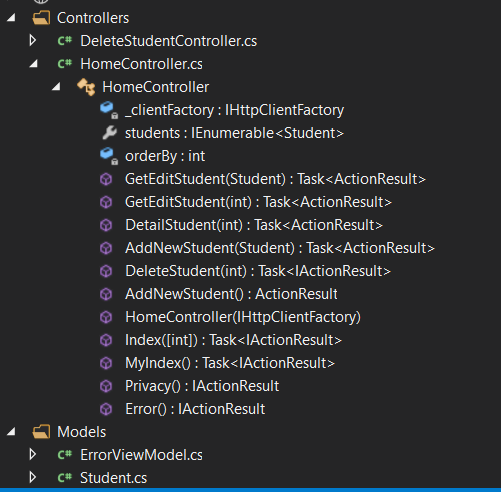 Controllers
C# DeleteStudentController.cs
C# HomeController.cs
HomeController
_clientFactory : IHttpClientFactory
students : IEnumerable<Student>
orderBy : int
GetEditStudent(Student) : Task<ActionResult>
GetEditStudent(int) : Task<ActionResult>
DetailStudent(int) : Task<ActionResult>
AddNewStudent(Student) : Task<ActionResult>
DeleteStudent(int) : Task<IActionResult>
AddNewStudent() : ActionResult
HomeController(IHttpClientFactory)
Index([int]) : Task<IActionResult>
MyIndex() : Task<IActionResult>
Privacy() : IActionResult
Error() : IActionResult
Models
C# ErrorViewModel.cs
C# Student.cs